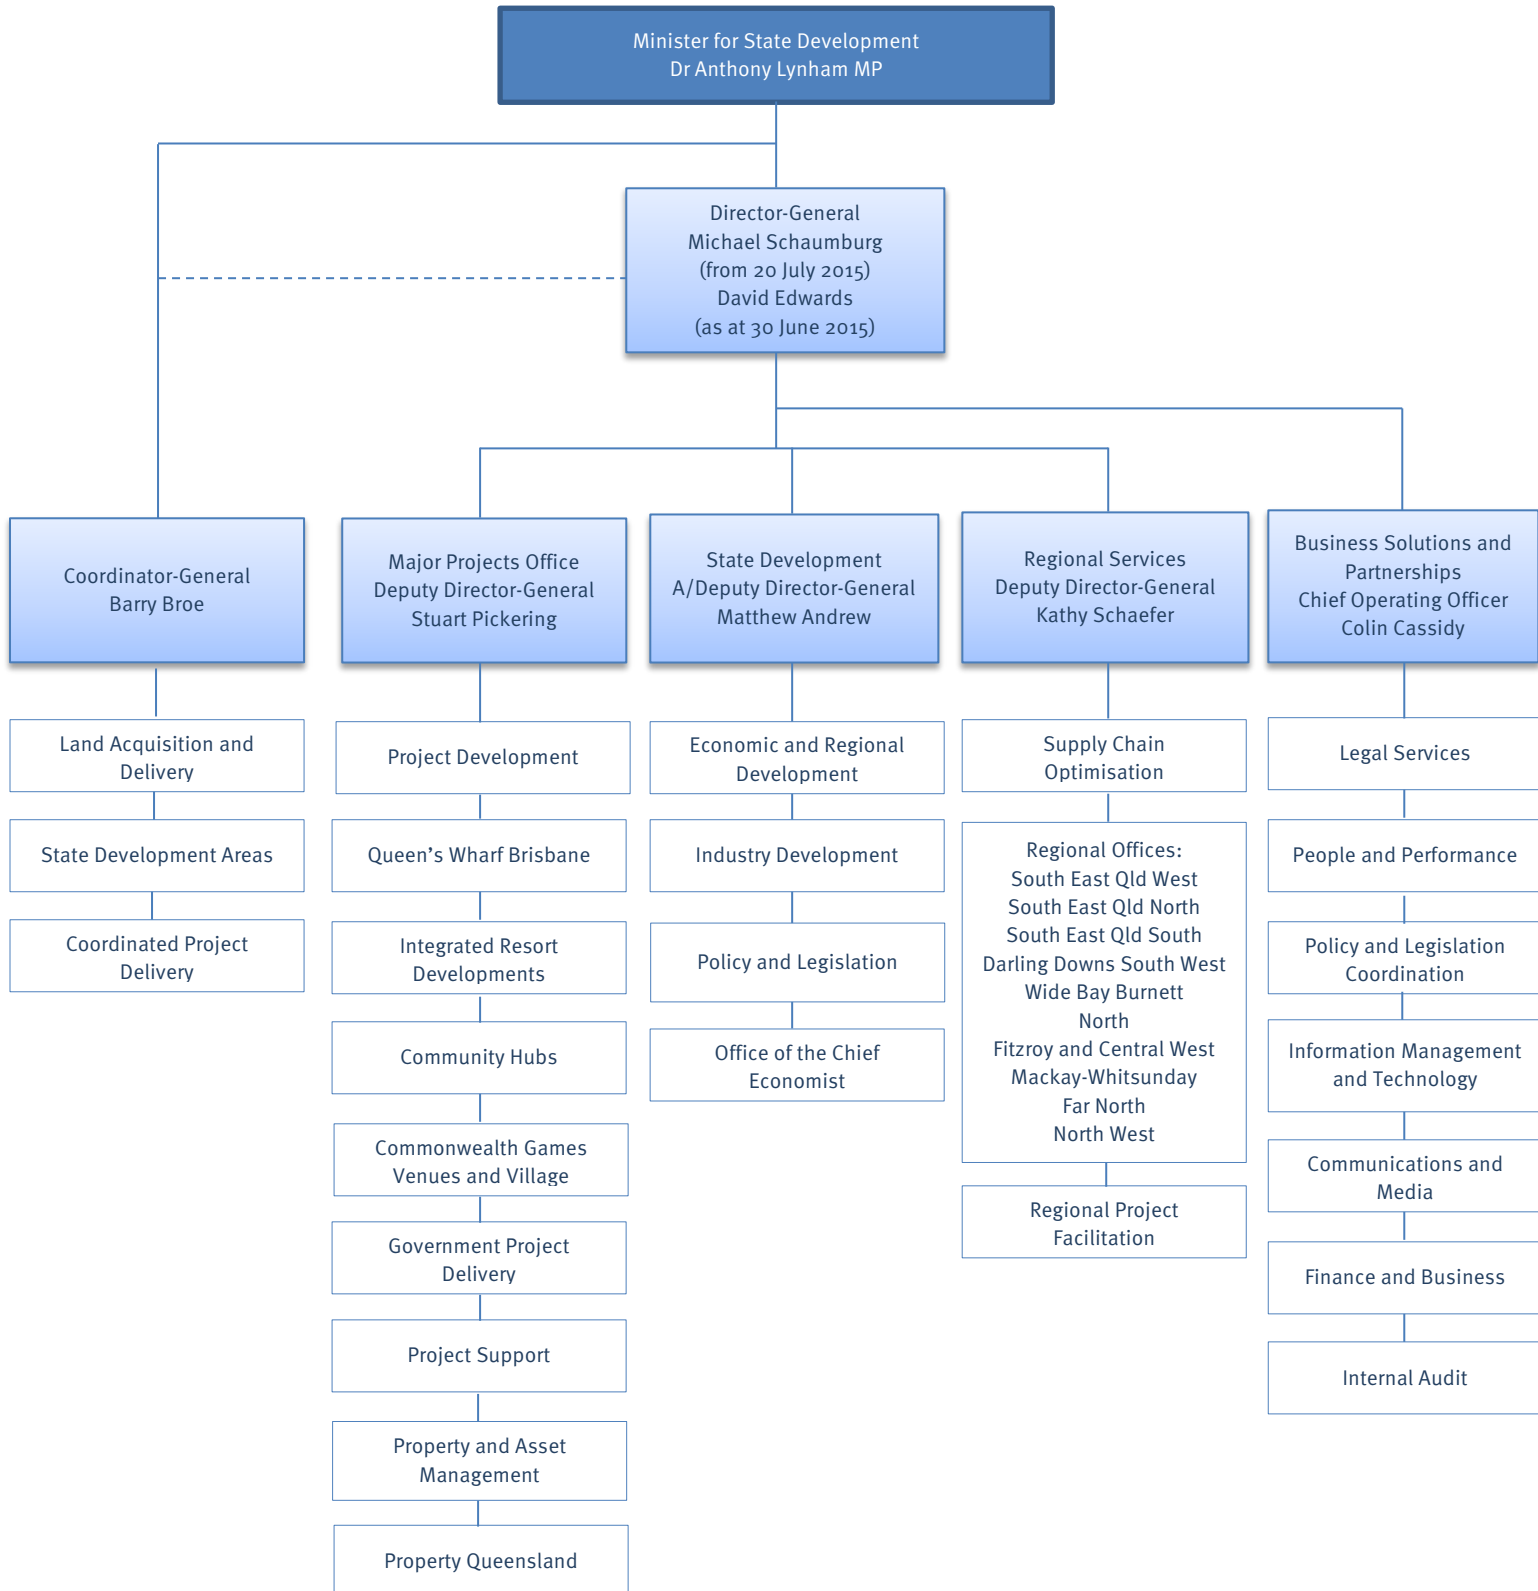 Minister for State Development
Dr Anthony Lynham MP
Director-General
Michael Schaumburg
(from 20 July 2015)
David Edwards
(as at 30 June 2015)
Coordinator-General
Barry Broe
Land Acquisition and
Delivery
State Development Areas
Coordinated Project
Delivery
Major Projects Office
Deputy Director-General
Stuart Pickering
Project Development
Queen’s Wharf Brisbane
Integrated Resort
Developments
Community Hubs
Commonwealth Games
Venues and Village
Government Project
Delivery
Project Support
Property and Asset
Management
Property Queensland
State Development
A/Deputy Director-General
Matthew Andrew
Economic and Regional
Development
Industry Development
Policy and Legislation
Office of the Chief
Economist
Regional Services
Deputy Director-General
Kathy Schaefer
Supply Chain
Optimisation
Regional Offices:
South East Qld West
South East Qld North
South East Qld South
Darling Downs South West
Wide Bay Burnett
North
Fitzroy and Central West
Mackay-Whitsunday
Far North
North West
Regional Project
Facilitation
Business Solutions and
Partnerships
Chief Operating Officer
Colin Cassidy
Legal Services
People and Performance
Policy and Legislation
Coordination
Information Management
and Technology
Communications and
Media
Finance and Business
Internal Audit